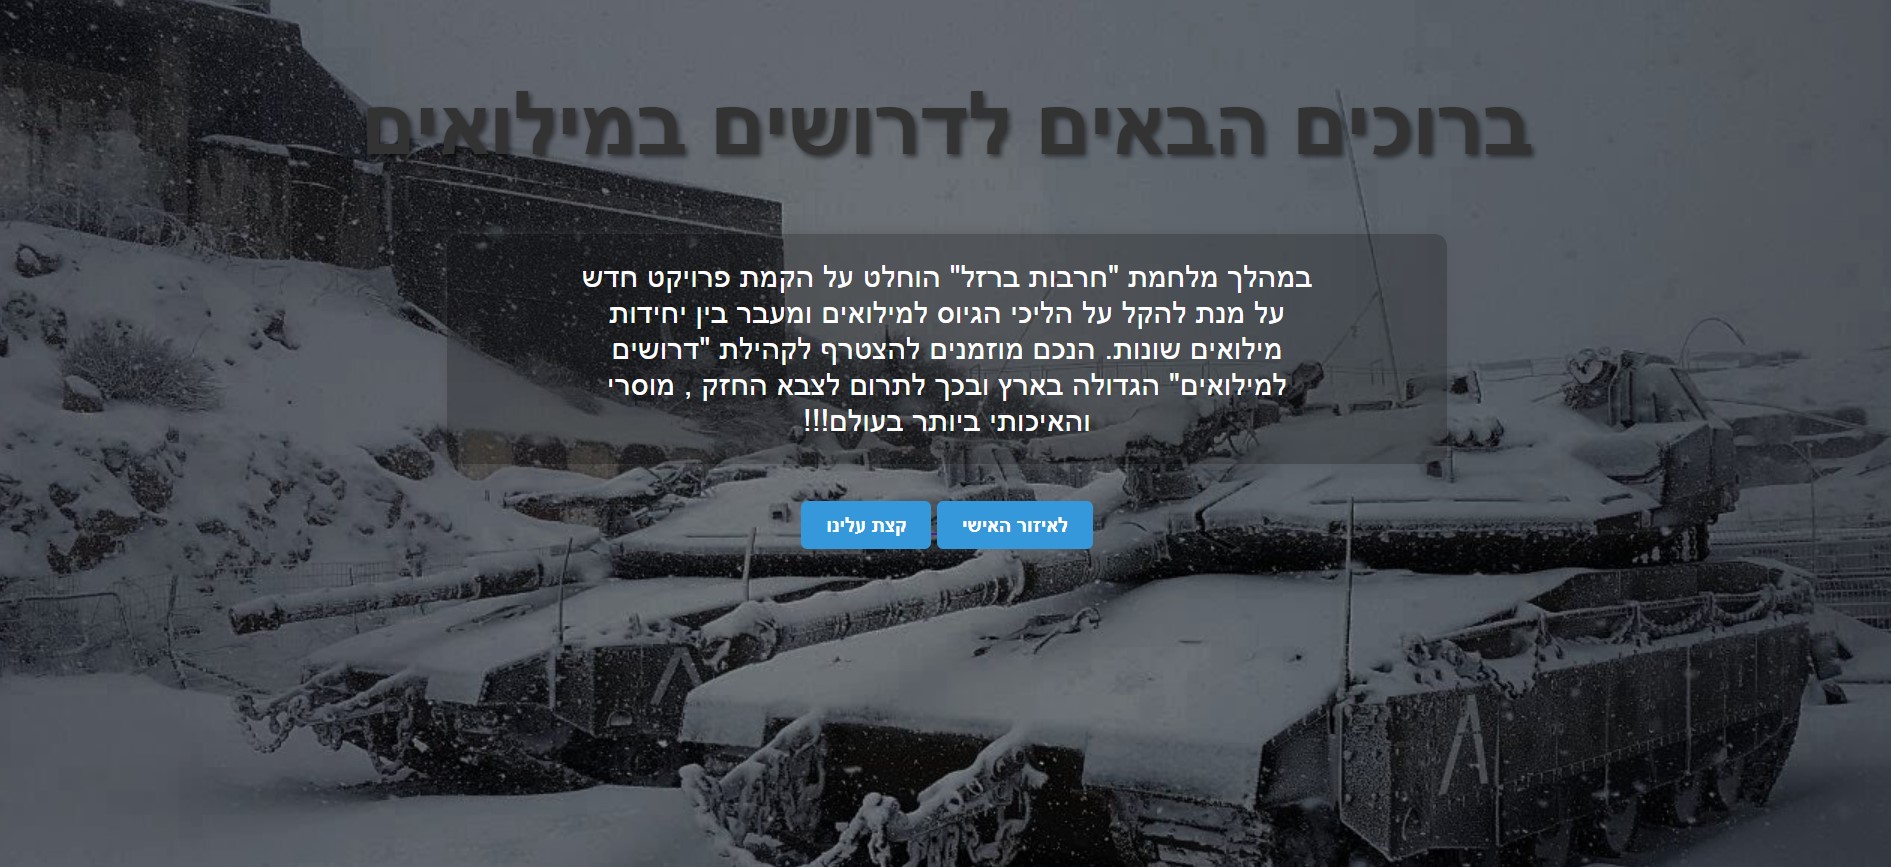 ברוכים הבאים לדרושים במילואים
במהלך מלחמת "חרבות ברזל" הוחלט על הקמת פרויקט חדש
על מנת להקל על הליכי הגיוס למילואים ומעבר בין יחידות
מילואים שונות. הנכם מוזמנים להצטרף לקהילת "דרושים
למילואים" הגדולה בארץ ובכך לתרום לצבא החזק , מוסרי
והאיכותי ביותר בעולם!!!
לאיזור האישי
קצת עלינו